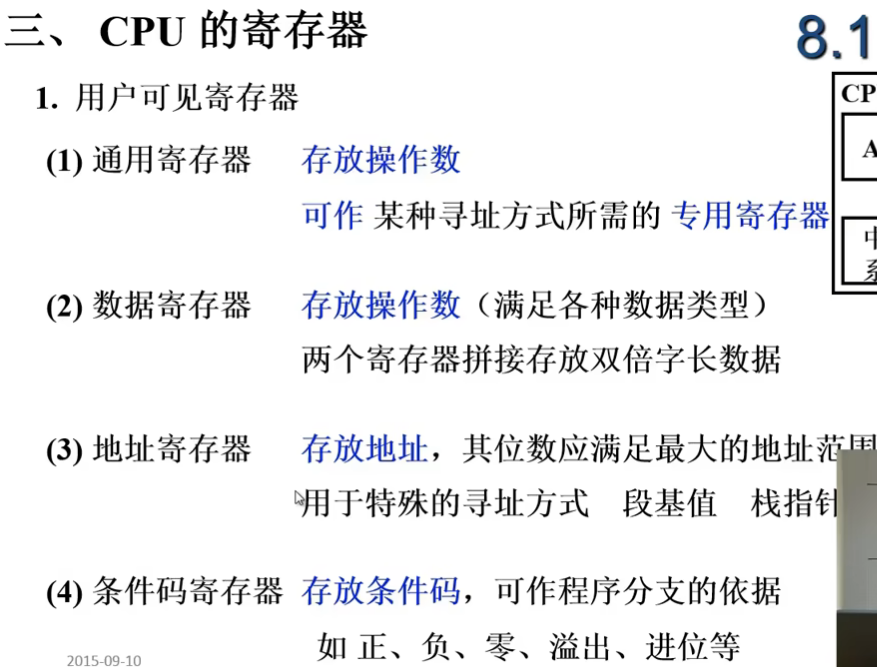 三、 CPU 的寄存器
8.1
1. 用户可见寄存器
CP
A
(1) 通用寄存器 存放操作数
可作 某种寻址方式所需的 专用寄存器
中
系
(2) 数据寄存器 存放操作数（满足各种数据类型）
两个寄存器拼接存放双倍字长数据
(3) 地址寄存器 存放地址，其位数应满足最大的地址范围
用于特殊的寻址方式 段基值 栈指针
(4) 条件码寄存器 存放条件码，可作程序分支的依据
如 正、负、零、溢出、进位等
2015-09-10